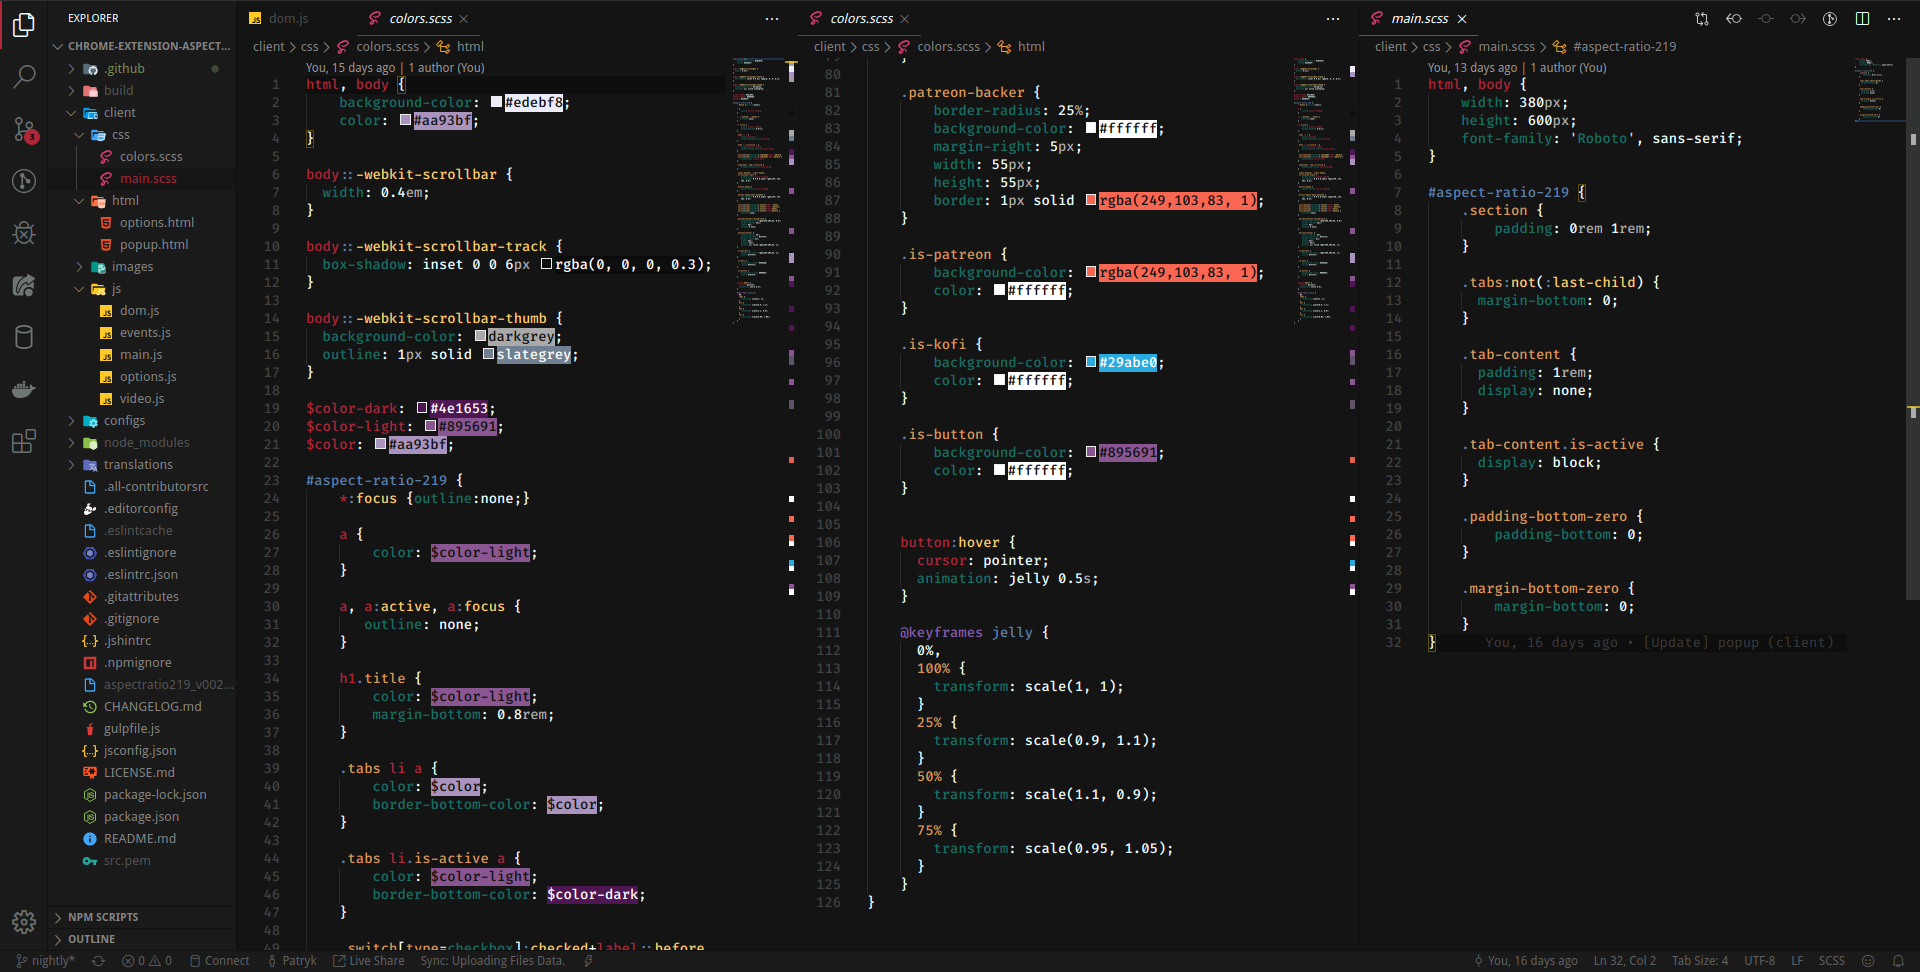 EXPLORER
CHROME-EXTENSION-ASPECT...
.github
build
client
css
colors.scss
main.scss
html
options.html
popup.html
images
js
dom.js
events.js
main.js
options.js
video.js
configs
node_modules
translations
.all-contributorsrc
.editorconfig
.eslintcache
.eslintignore
.eslintrc.json
.gitattributes
.gitignore
.jshintrc
.npmignore
aspectratio219_v002...
CHANGELOG.md
gulpfile.js
jsconfig.json
LICENSE.md
package-lock.json
package.json
README.md
src.pem
NPM SCRIPTS
OUTLINE
3
dom.js colors.scss
client > css > colors.scss > html
You, 15 days ago | 1 author (You)
1 html, body {
2 background-color: #edebf8;
3 color: #aa93bf;
4 }
5
6 body::-webkit-scrollbar {
7 width: 0.4em;
8 }
9
10 body::-webkit-scrollbar-track {
11 box-shadow: inset 0 0 6px rgba(0, 0, 0, 0.3);
12 }
13
14 body::-webkit-scrollbar-thumb {
15 background-color: darkgrey;
16 outline: 1px solid slategrey;
17 }
18
19 $color-dark: #4e1653;
20 $color-light: #895691;
21 $color: #aa93bf;
22
23 #aspect-ratio-219 {
24 *:focus {outline:none;}
25
26 a {
27 color: $color-light;
28 }
29
30 a, a:active, a:focus {
31 outline: none;
32 }
33
34 h1.title {
35 color: $color-light;
36 margin-bottom: 0.8rem;
37 }
38
39 .tabs li a {
40 color: $color;
41 border-bottom-color: $color;
42 }
43
44 .tabs li.is-active a {
45 color: $color-light;
46 border-bottom-color: $color-dark;
47 }
48
49 .switch[type=checkbox]:checked+label::before
colors.scss
client > css > colors.scss > html
79 }
80
81 .patreon-backer {
82 border-radius: 25%;
83 background-color: #ffffff;
84 margin-right: 5px;
85 width: 55px;
86 height: 55px;
87 border: 1px solid rgba(249,103,83, 1);
88 }
89
90 .is-patreon {
91 background-color: rgba(249,103,83, 1);
92 color: #ffffff;
93 }
94
95 .is-kofi {
96 background-color: #29abe0;
97 color: #ffffff;
98 }
99
100 .is-button {
101 background-color: #895691;
102 color: #ffffff;
103 }
104
105
106 button:hover {
107 cursor: pointer;
108 animation: jelly 0.5s;
109 }
110
111 @keyframes jelly {
112 0%,
113 100% {
114 transform: scale(1, 1);
115 }
116 25% {
117 transform: scale(0.9, 1.1);
118 }
119 50% {
120 transform: scale(1.1, 0.9);
121 }
122 75% {
123 transform: scale(0.95, 1.05);
124 }
125 }
126 }
main.scss
client > css > main.scss > #aspect-ratio-219
You, 13 days ago | 1 author (You)
1 html, body {
2 width: 380px;
3 height: 600px;
4 font-family: 'Roboto', sans-serif;
5 }
6
7 #aspect-ratio-219 {
8 .section {
9 padding: 0rem 1rem;
10 }
11
12 .tabs:not(:last-child) {
13 margin-bottom: 0;
14 }
15
16 .tab-content {
17 padding: 1rem;
18 display: none;
19 }
20
21 .tab-content.is-active {
22 display: block;
23 }
24
25 .padding-bottom-zero {
26 padding-bottom: 0;
27 }
28
29 .margin-bottom-zero {
30 margin-bottom: 0;
31 }
32 } You, 16 days ago • [Update] popup (client)
nightly* 0 0 Connect Patryk Live Share Sync: Uploading Files Data. You, 16 days ago Ln 32, Col 2 Tab Size: 4 UTF-8 LF SCSS